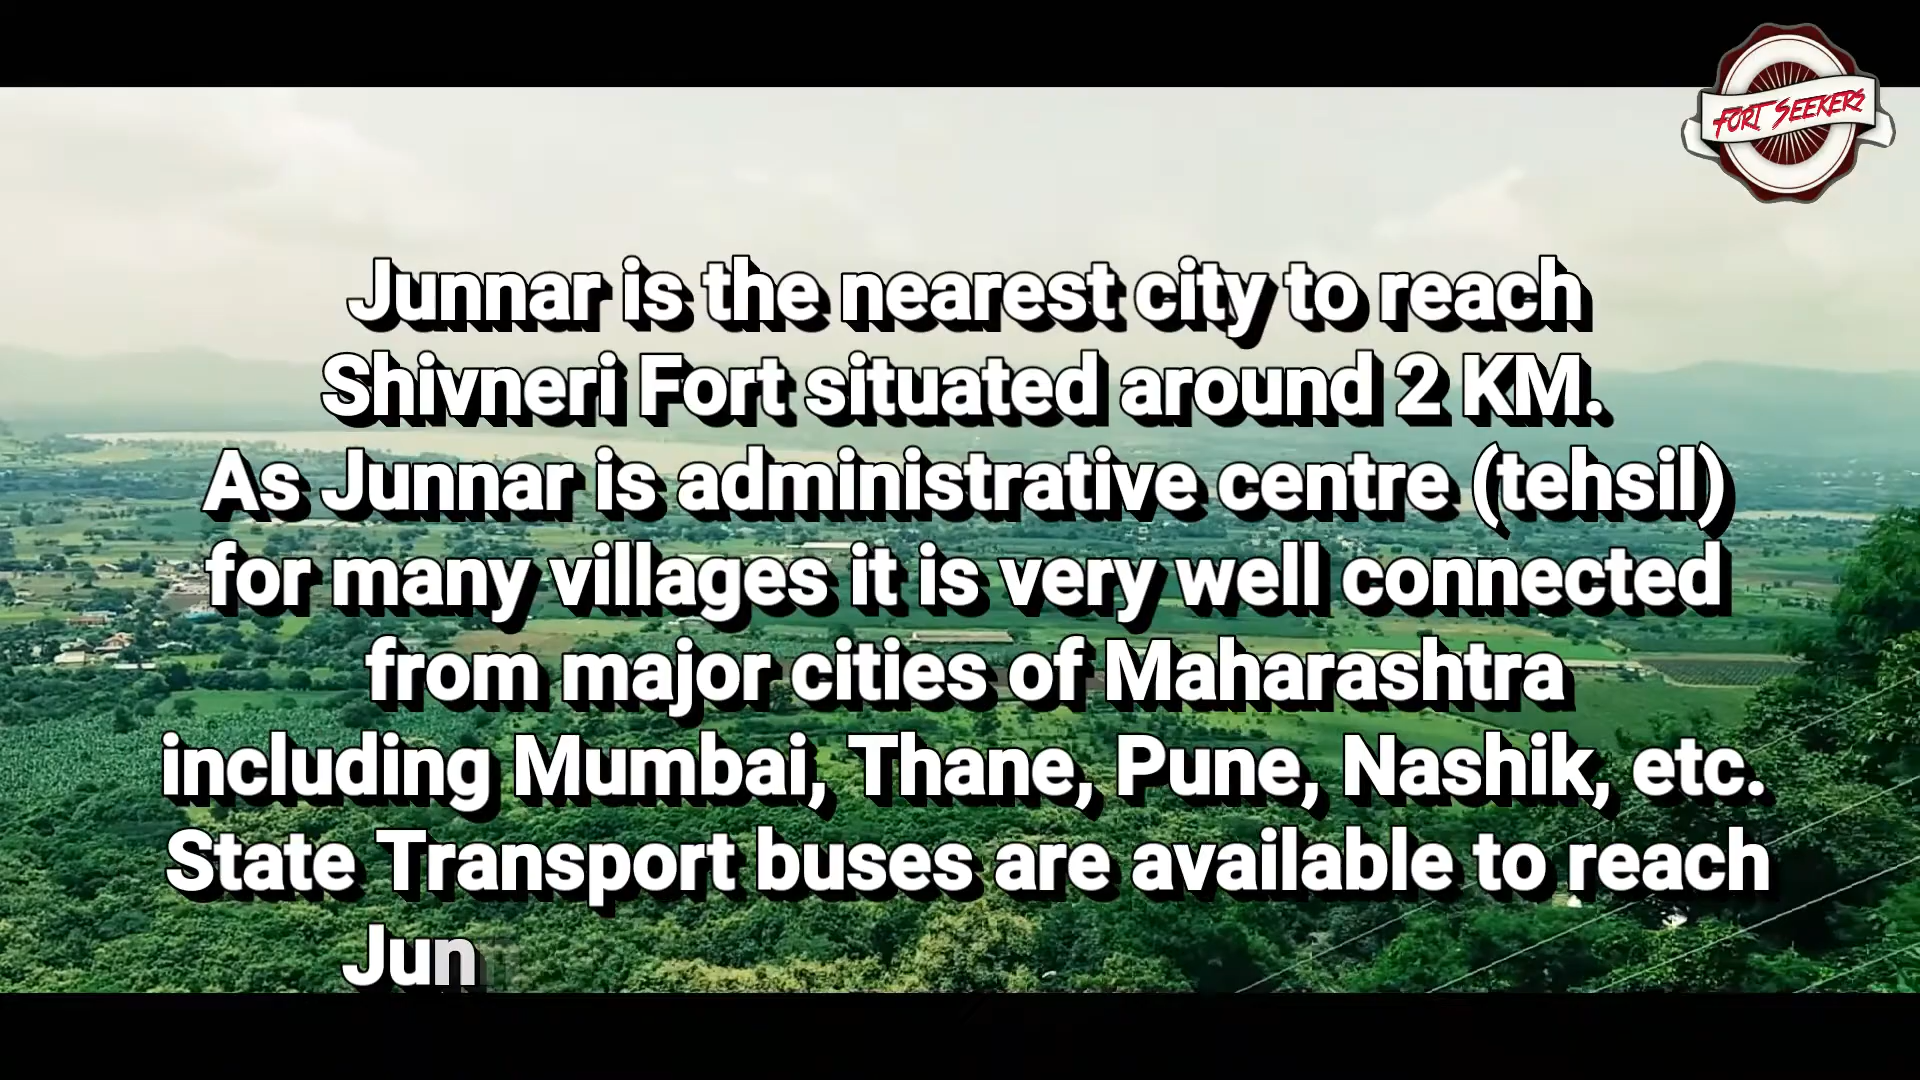 FORT SEEKERS
Junnar is the nearest city to reach
Shivneri Fort situated around 2 KM.
As Junnar is administrative centre (tehsil)
for many villages it is very well connected
from major cities of Maharashtra
including Mumbai, Thane, Pune, Nashik, etc.
State Transport buses are available to reach
Jun